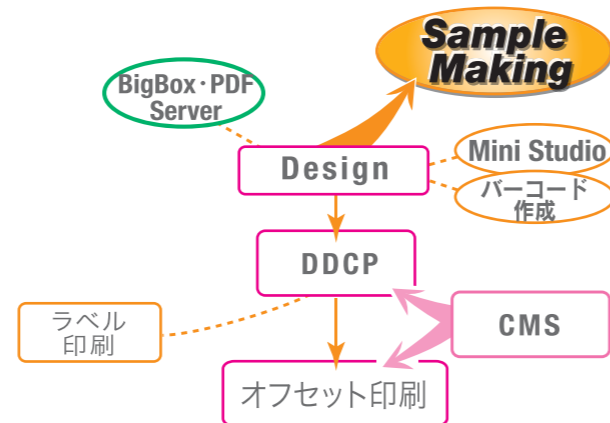 Sample
Making
BigBox・PDF
Server
Design
Mini Studio
バーコード
作成
DDCP
ラベル
印刷
CMS
オフセット印刷